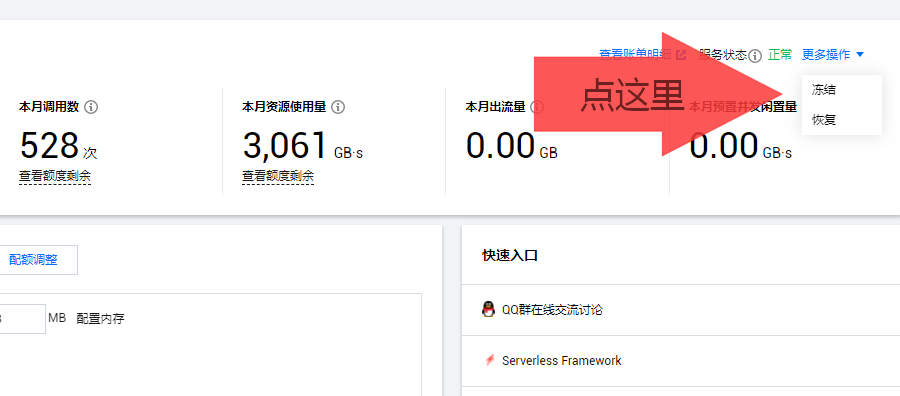 查看账单明细 服务状态 正常 更多操作
点这里
冻结
恢复
本月调用数 本月资源使用量 本月出流量 本月预置并发闲置量
528 次 3,061 GB·s 0.00 GB 0.00 GB·s
查看额度剩余 查看额度剩余
配额调整
MB 配置内存
快速入口
QQ群在线交流讨论
Serverless Framework